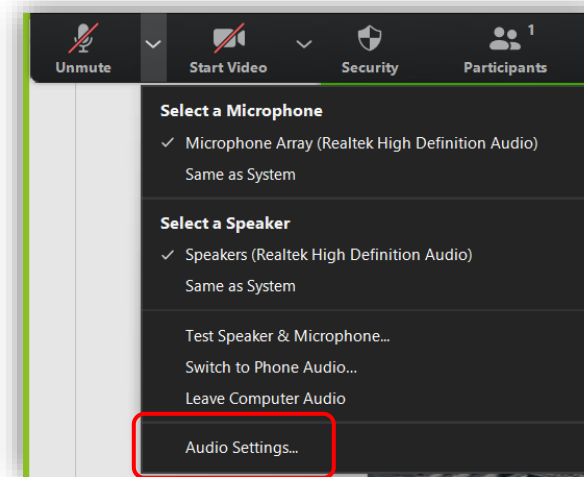 1
Unmute
Start Video
Security
Participants
Select a Microphone
✓ Microphone Array (Realtek High Definition Audio)
Same as System
Select a Speaker
✓ Speakers (Realtek High Definition Audio)
Same as System
Test Speaker & Microphone...
Switch to Phone Audio...
Leave Computer Audio
Audio Settings...